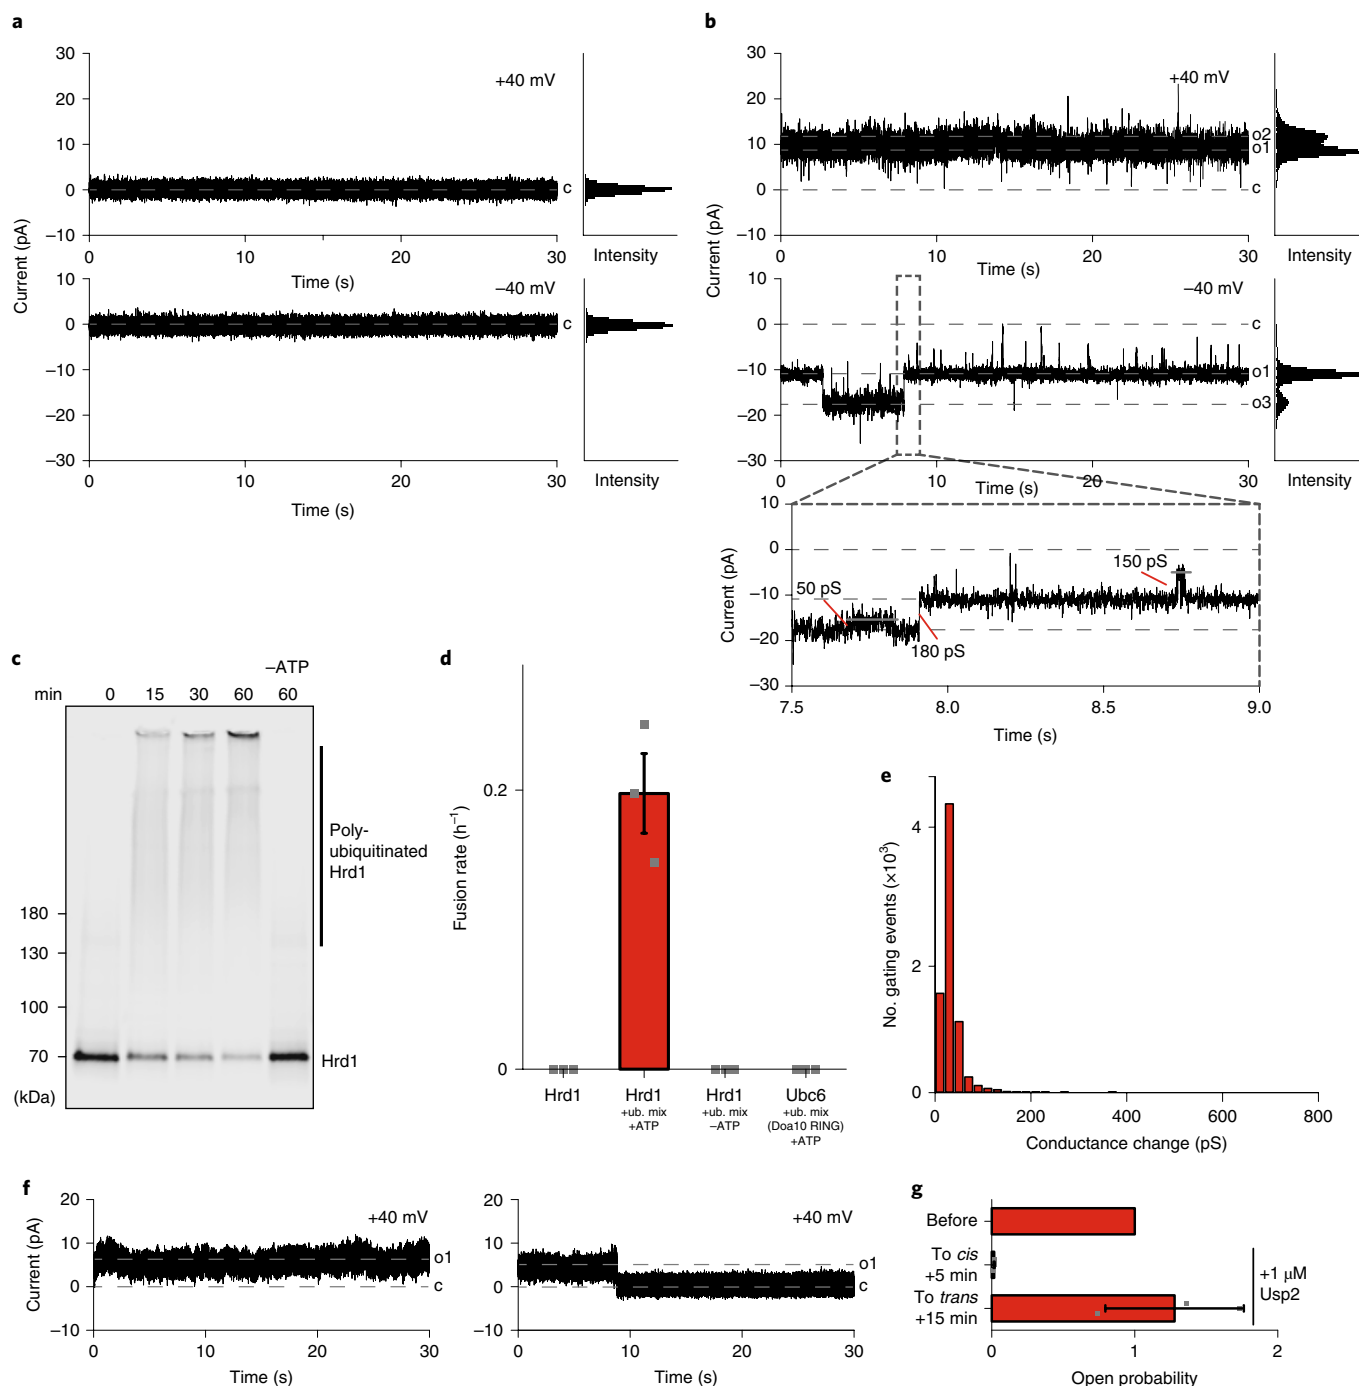 a
30
20
10
0
–10
+40 mV
c
0
10
20
30
Time (s)
Intensity
Current (pA)
10
0
–10
–20
–30
–40 mV
c
0
10
20
30
Time (s)
Intensity
b
30
20
10
0
–10
+40 mV
o2
o1
c
0
10
20
30
Time (s)
Intensity
Current (pA)
10
0
–10
–20
–30
–40 mV
c
o1
o3
0
10
20
30
Time (s)
Intensity
10
0
–10
–20
–30
Current (pA)
50 pS
180 pS
150 pS
7.5
8.0
8.5
9.0
Time (s)
c
–ATP
min 0 15 30 60 60
180
130
100
70
(kDa)
Poly-
ubiquitinated
Hrd1
Hrd1
d
Fusion rate (h⁻¹)
0.2
0
Hrd1
Hrd1
+ub. mix
+ATP
Hrd1
+ub. mix
–ATP
Ubc6
+ub. mix
(Doa10 RING)
+ATP
e
No. gating events (×10³)
4
2
0
0
200
400
600
800
Conductance change (pS)
f
Current (pA)
20
10
0
–10
+40 mV
o1
c
0
10
20
30
Time (s)
20
10
0
–10
+40 mV
o1
c
0
10
20
30
Time (s)
g
Before
To cis
+5 min
To trans
+15 min
+1 μM
Usp2
0
1
2
Open probability